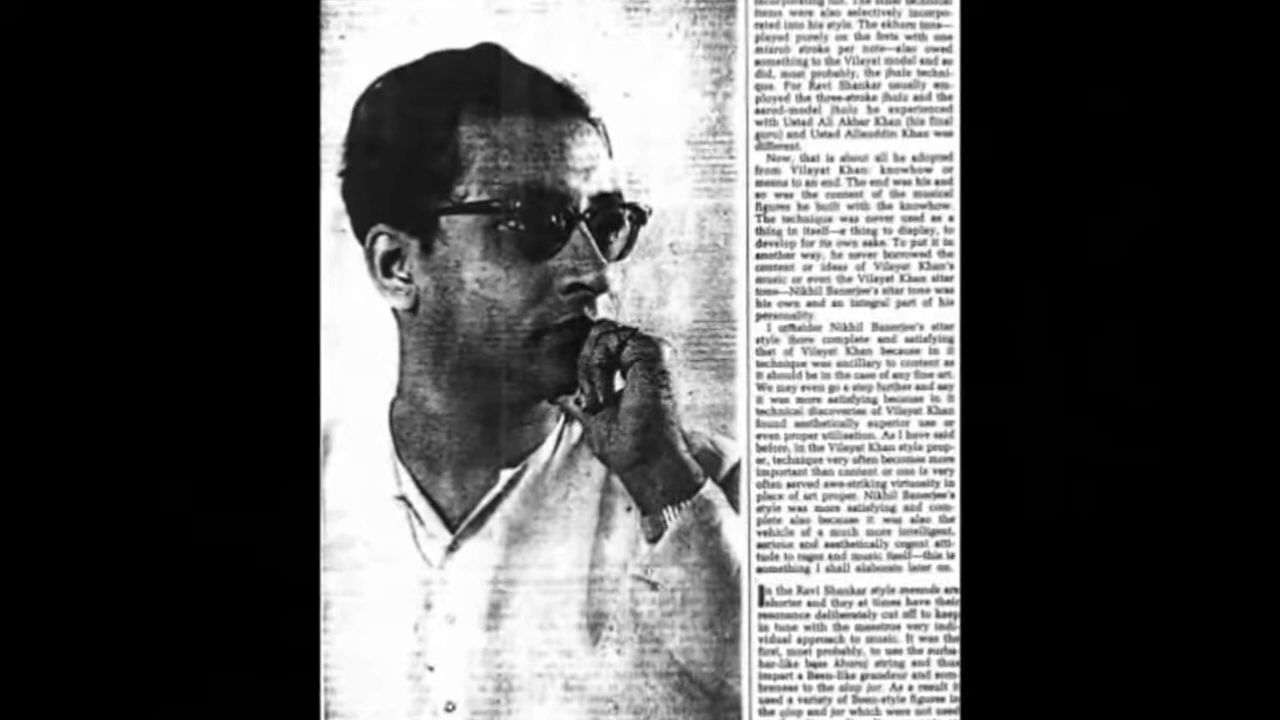 items were also selectively incorpo-
rated into his style. The ekhara tans—
played purely on the frets with one
mizrab stroke per note—also owed
something to the Vilayat model and so
did, most probably, the jhala techni-
que. For Ravi Shankar usually em-
ployed the three-stroke jhala and the
sarod-model jhala he experienced
with Ustad Ali Akbar Khan (his final
guru) and Ustad Allauddin Khan was
different.
Now, that is about all he adopted
from Vilayat Khan: knowhow or
means to an end. The end was his and
so was the content of the musical
figures he built with the knowhow.
The technique was never used as a
thing in itself—a thing to display, to
develop for its own sake. To put it in
another way, he never borrowed the
content or ideas of Vilayat Khan's
music or even the Vilayat Khan sitar
tone—Nikhil Banerjee's sitar tone was
his own and an integral part of his
personality.
I consider Nikhil Banerjee's sitar
style more complete and satisfying
that of Vilayat Khan because in it
technique was ancillary to content as
it should be in the case of any fine art.
We may even go a step further and say
it was more satisfying because in it
technical discoveries of Vilayat Khan
found aesthetically superior use or
even proper utilisation. As I have said
before, in the Vilayat Khan style prop-
er, technique very often becomes more
important than content or one is very
often served awe-striking virtuosity in
place of art proper. Nikhil Banerjee's
style was more satisfying and com-
plete also because it was also the
vehicle of a much more intelligent,
serious and aesthetically cogent atti-
tude to ragas and music itself—this is
something I shall elaborate later on.
In the Ravi Shankar style meends are
shorter and they at times have their
resonance deliberately cut off to keep
in tune with the maestros very indi-
vidual approach to music. It was the
first, most probably, to use the surba-
har-like bass kharaj string and thus
impart a Been-like grandeur and som-
breness to the alap jor. As a result it
used a variety of Been-style figures in
the alap and jor which were not used